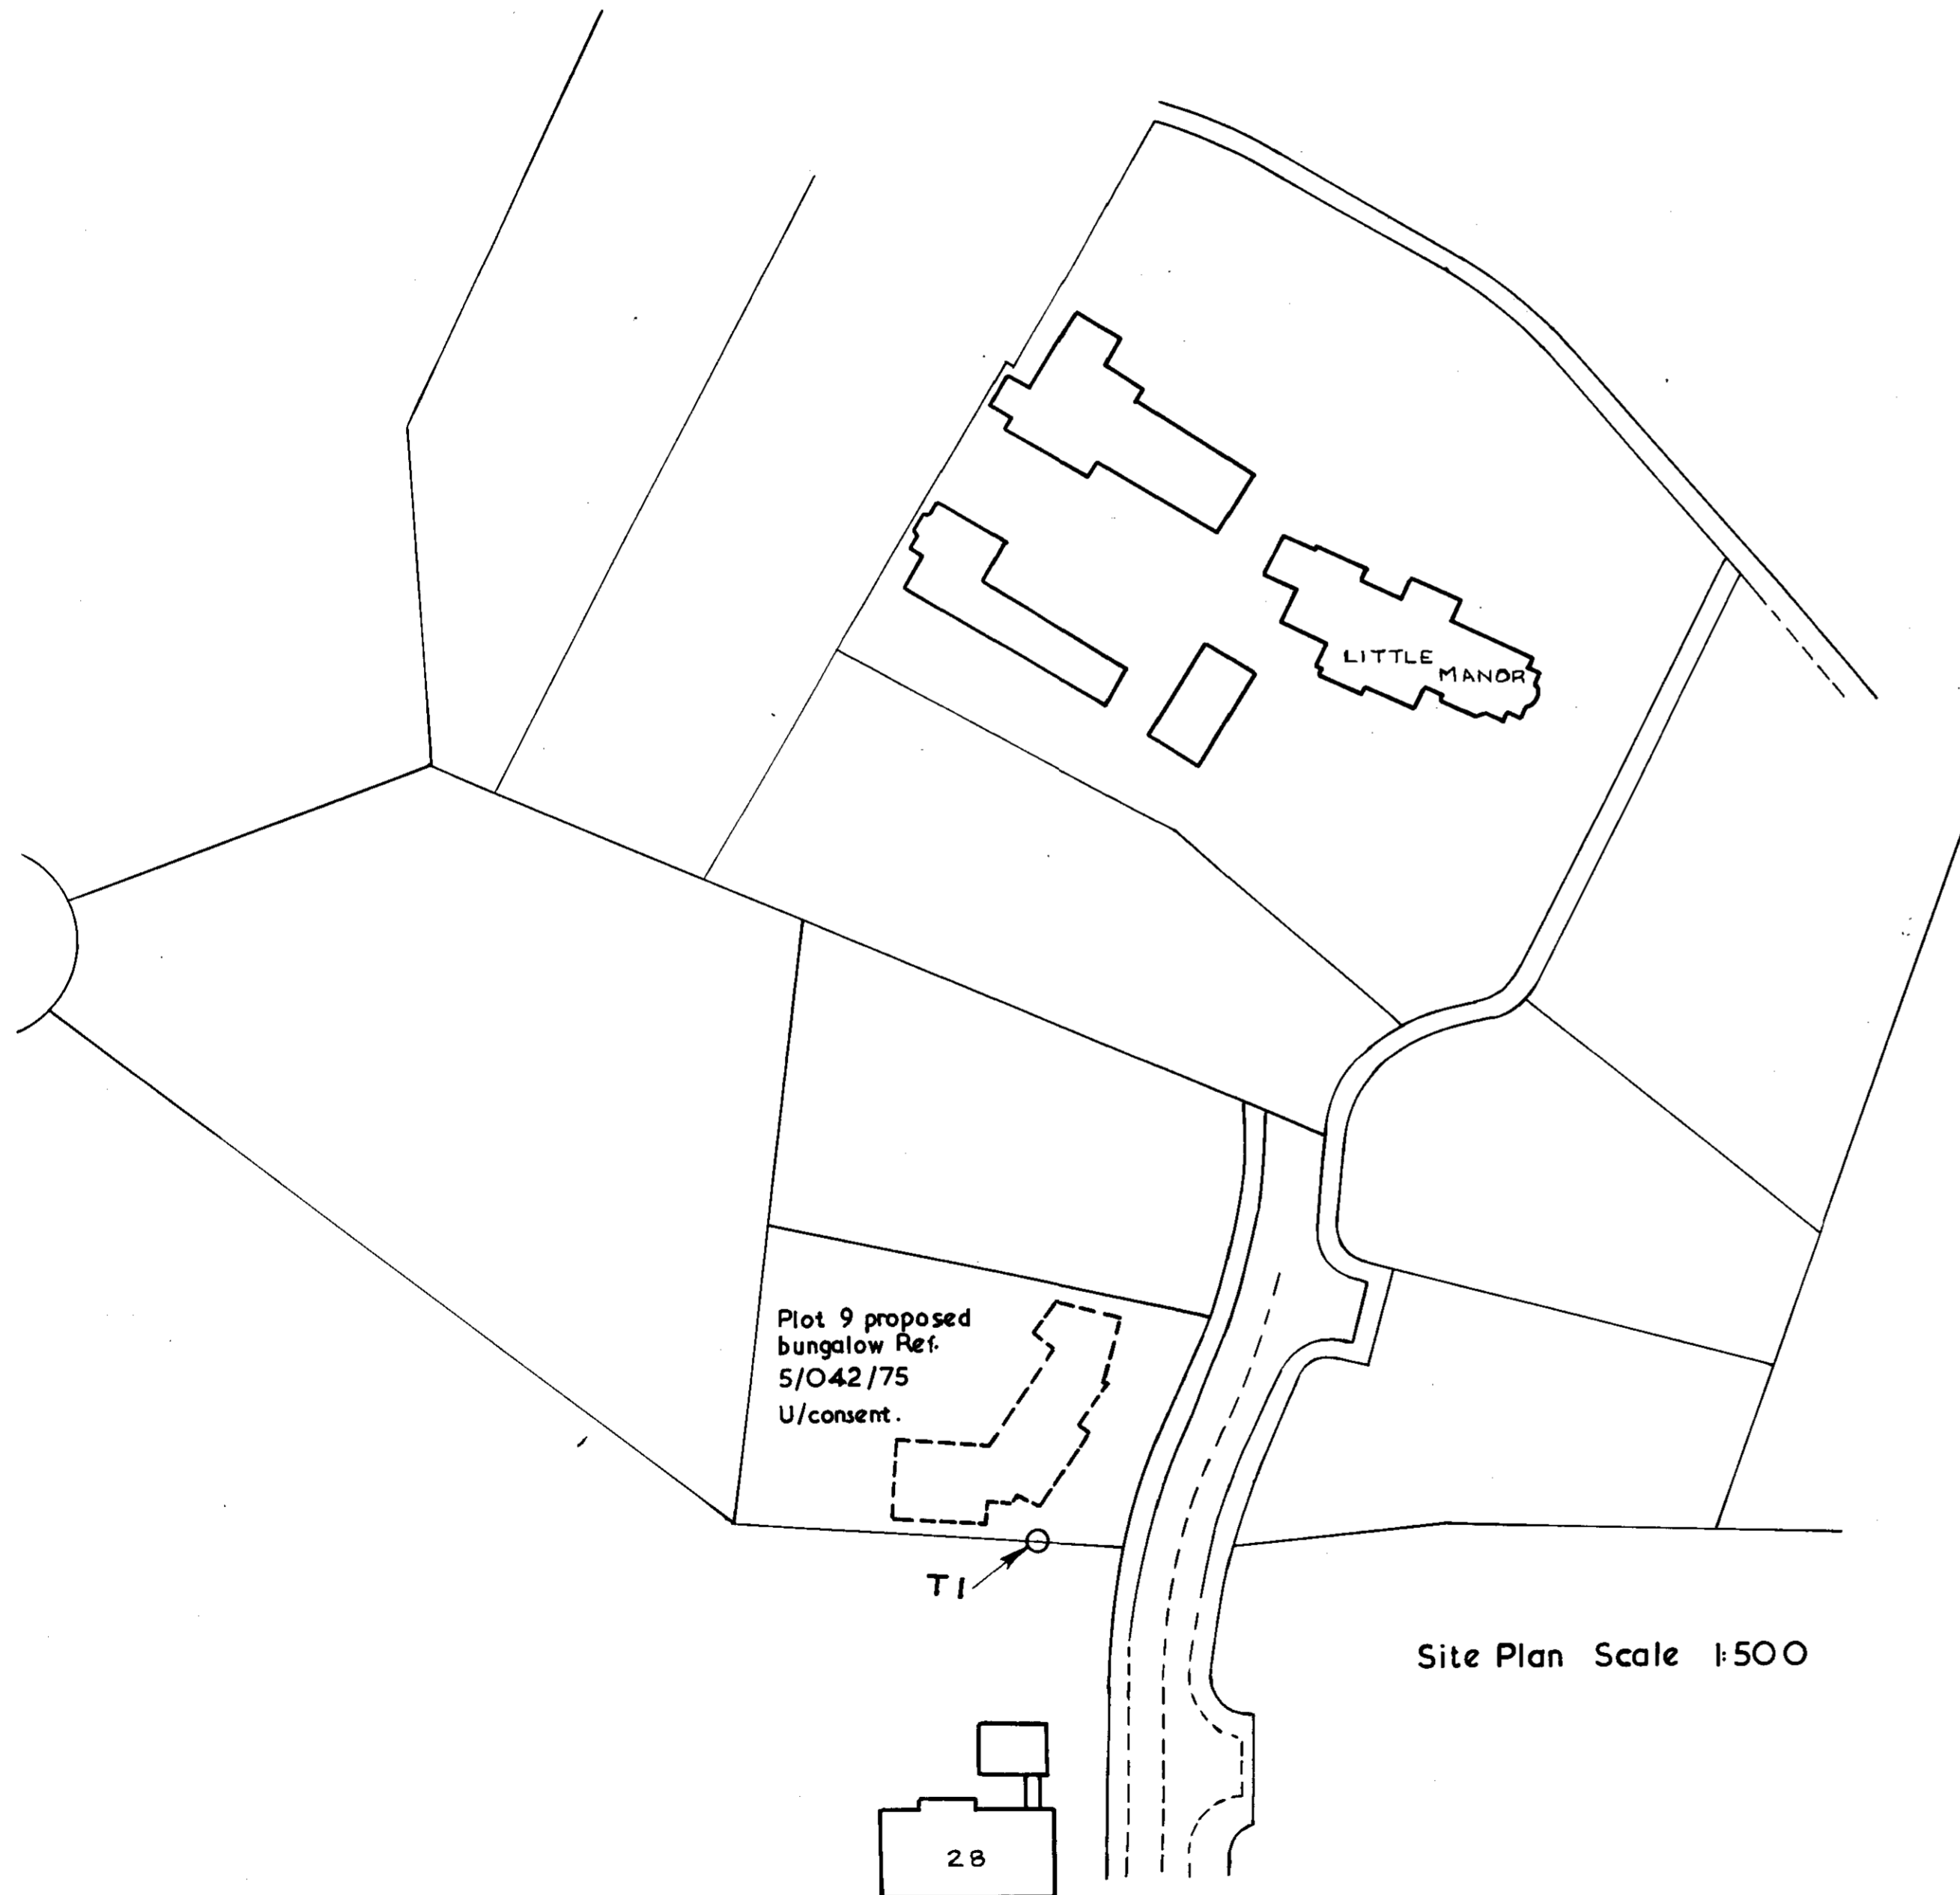 LITTLE
MANOR
Plot 9 proposed
bungalow Ref.
5/042/75
U/consent.
T1
Site Plan Scale 1:500
28